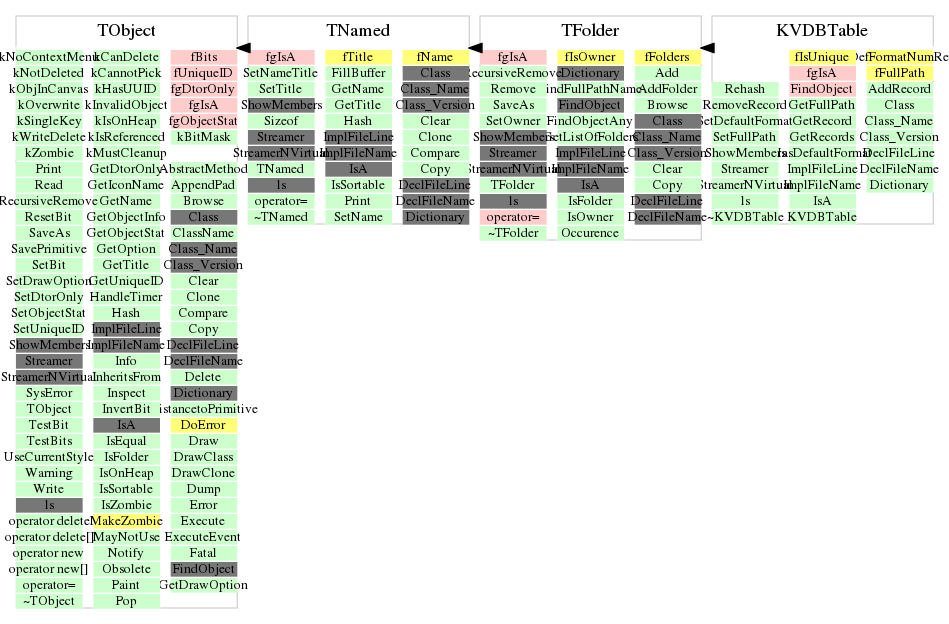 TObject
kNoContextMenu
kNotDeleted
kObjInCanvas
kOverwrite
kSingleKey
kWriteDelete
kZombie
Print
Read
RecursiveRemove
ResetBit
SaveAs
SavePrimitive
SetBit
SetDrawOption
SetDtorOnly
SetObjectStat
SetUniqueID
ShowMembers
Streamer
StreamerNVirtual
SysError
TObject
TestBit
TestBits
UseCurrentStyle
Warning
Write
ls
operator delete
operator delete[]
operator new
operator new[]
operator=
~TObject
kCanDelete
kCannotPick
kHasUUID
kInvalidObject
kIsOnHeap
kIsReferenced
kMustCleanup
GetDtorOnly
GetIconName
GetName
GetObjectInfo
GetObjectStat
GetOption
GetTitle
GetUniqueID
HandleTimer
Hash
ImplFileLine
ImplFileName
Info
InheritsFrom
Inspect
InvertBit
IsA
IsEqual
IsFolder
IsOnHeap
IsSortable
IsZombie
MakeZombie
MayNotUse
Notify
Obsolete
Paint
Pop
fBits
fUniqueID
fgDtorOnly
fgIsA
fgObjectStat
kBitMask
AbstractMethod
AppendPad
Browse
Class
ClassName
Class_Name
Class_Version
Clear
Clone
Compare
Copy
DeclFileLine
DeclFileName
Delete
Dictionary
istancetoPrimitive
DoError
Draw
DrawClass
DrawClone
Dump
Error
Execute
ExecuteEvent
Fatal
FindObject
GetDrawOption
TNamed
fgIsA
SetNameTitle
SetTitle
ShowMembers
Sizeof
Streamer
StreamerNVirtual
TNamed
ls
operator=
~TNamed
fTitle
FillBuffer
GetName
GetTitle
Hash
ImplFileLine
ImplFileName
IsA
IsSortable
Print
SetName
fName
Class
Class_Name
Class_Version
Clear
Clone
Compare
Copy
DeclFileLine
DeclFileName
Dictionary
TFolder
fgIsA
RecursiveRemove
Remove
SaveAs
SetOwner
ShowMembers
Streamer
StreamerNVirtual
TFolder
ls
operator=
~TFolder
fIsOwner
Dictionary
indFullPathName
FindObject
FindObjectAny
GetListOfFolders
ImplFileLine
ImplFileName
IsA
IsFolder
IsOwner
Occurence
fFolders
Add
AddFolder
Browse
Class
Class_Name
Class_Version
Clear
Copy
DeclFileLine
DeclFileName
KVDBTable
Rehash
RemoveRecord
SetDefaultFormat
SetFullPath
ShowMembers
Streamer
StreamerNVirtual
ls
~KVDBTable
fIsUnique
fgIsA
FindObject
GetFullPath
GetRecord
GetRecords
HasDefaultFormat
ImplFileLine
ImplFileName
IsA
KVDBTable
DefFormatNumRe
fFullPath
AddRecord
Class
Class_Name
Class_Version
DeclFileLine
DeclFileName
Dictionary